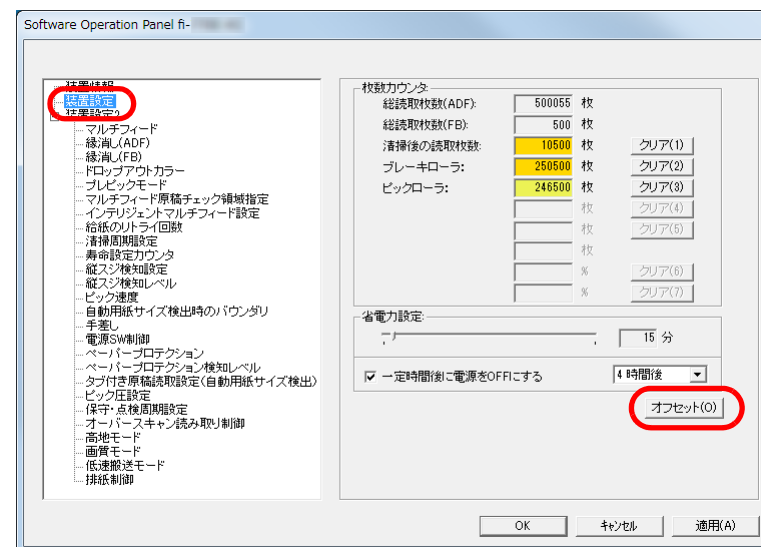 Software Operation Panel fi-
装置情報
装置設定
装置設定2
マルチフィード
縁消し(ADF)
縁消し(FB)
ドロップアウトカラー
プレピックモード
マルチフィード原稿チェック領域指定
インテリジェントマルチフィード設定
給紙のリトライ回数
清掃周期設定
寿命設定カウンタ
縦スジ検知設定
縦スジ検知レベル
ピック速度
自動用紙サイズ検出時のバウンダリ
手差し
電源SW制御
ペーパープロテクション
ペーパープロテクション検知レベル
タブ付き原稿読取設定(自動用紙サイズ検出)
ピック圧設定
保守・点検周期設定
オーバースキャン読み取り制御
高地モード
画質モード
低速搬送モード
排紙制御
枚数カウンタ
総読取枚数(ADF): 500055 枚
総読取枚数(FB): 500 枚
清掃後の読取枚数: 10500 枚 クリア(1)
ブレーキローラ: 250500 枚 クリア(2)
ピックローラ: 246500 枚 クリア(3)
枚 クリア(4)
枚 クリア(5)
枚
% クリア(6)
% クリア(7)
省電力設定:
15 分
一定時間後に電源をOFFにする 4 時間後
オフセット(O)
OK キャンセル 適用(A)